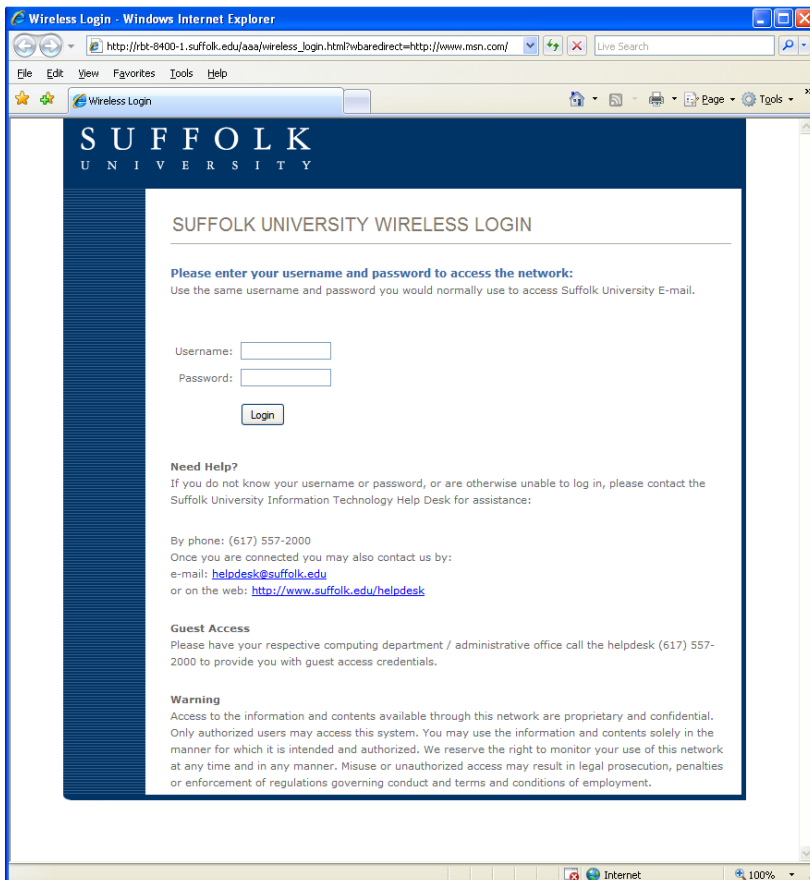 Wireless Login - Windows Internet Explorer
http://rbt-8400-1.suffolk.edu/aaa/wireless_login.html?wbaredirect=http://www.msn.com/
Live Search
File Edit View Favorites Tools Help
Wireless Login
Page Tools »
SUFFOLK
UNIVERSITY
SUFFOLK UNIVERSITY WIRELESS LOGIN
Please enter your username and password to access the network:
Use the same username and password you would normally use to access Suffolk University E-mail.
Username:
Password:
Login
Need Help?
If you do not know your username or password, or are otherwise unable to log in, please contact the
Suffolk University Information Technology Help Desk for assistance:
By phone: (617) 557-2000
Once you are connected you may also contact us by:
e-mail: helpdesk@suffolk.edu
or on the web: http://www.suffolk.edu/helpdesk
Guest Access
Please have your respective computing department / administrative office call the helpdesk (617) 557-
2000 to provide you with guest access credentials.
Warning
Access to the information and contents available through this network are proprietary and confidential.
Only authorized users may access this system. You may use the information and contents solely in the
manner for which it is intended and authorized. We reserve the right to monitor your use of this network
at any time and in any manner. Misuse or unauthorized access may result in legal prosecution, penalties
or enforcement of regulations governing conduct and terms and conditions of employment.
Internet 100%